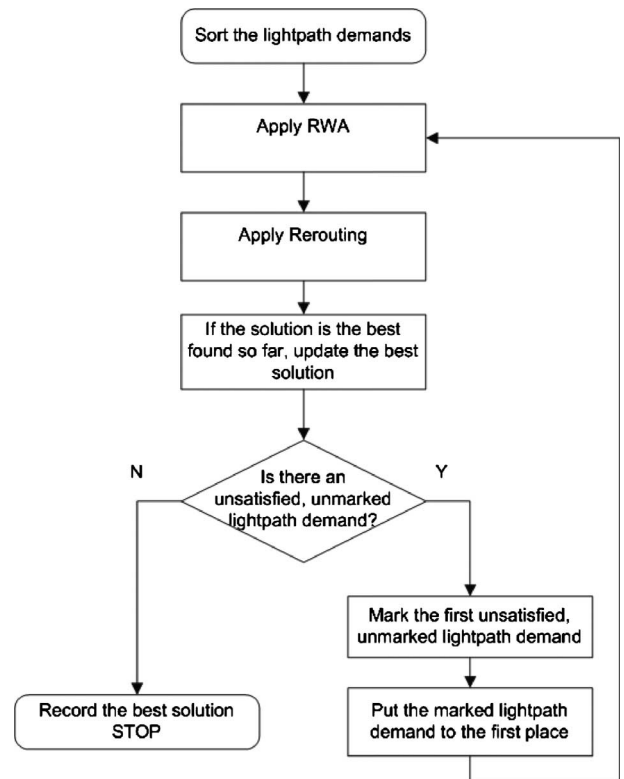 Sort the lightpath demands
Apply RWA
Apply Rerouting
If the solution is the best
found so far, update the best
solution
N
Y
Is there an
unsatisfied, unmarked
lightpath demand?
Mark the first unsatisfied,
unmarked lightpath demand
Put the marked lightpath
demand to the first place
Record the best solution
STOP